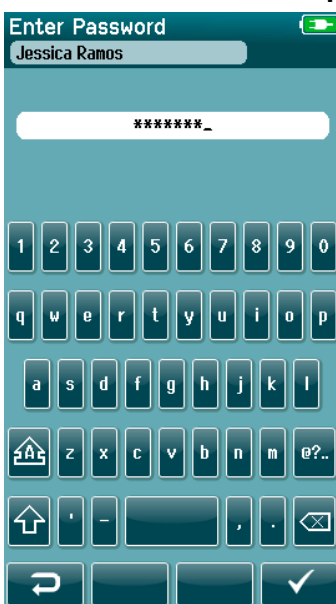 Enter Password
Jessica Ramos
*******_
1 2 3 4 5 6 7 8 9 0
q w e r t y u i o p
a s d f g h j k l
A z x c v b n m @?..
' - , .